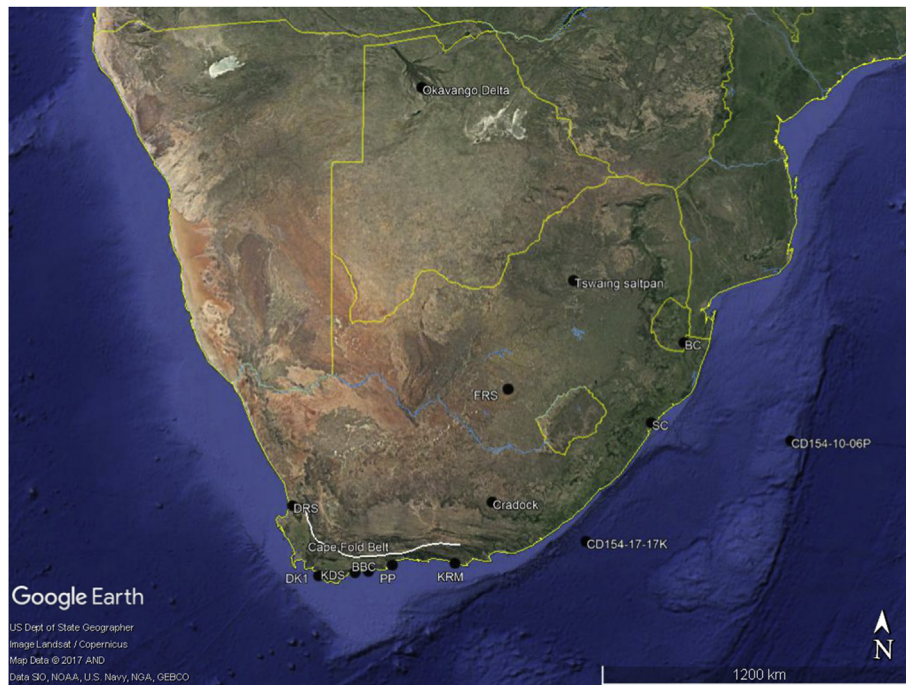 Okavango Delta
Tswaing saltpan
BC
FRS
SC
CD154-10-06P
DRS
Cradock
Cape Fold Belt
CD154-17-17K
DK1
KDS
BBC
PP
KRM
Google Earth
US Dept of State Geographer
Image Landsat / Copernicus
Map Data © 2017 AND
Data SIO, NOAA, U.S. Navy, NGA, GEBCO
N
1200 km